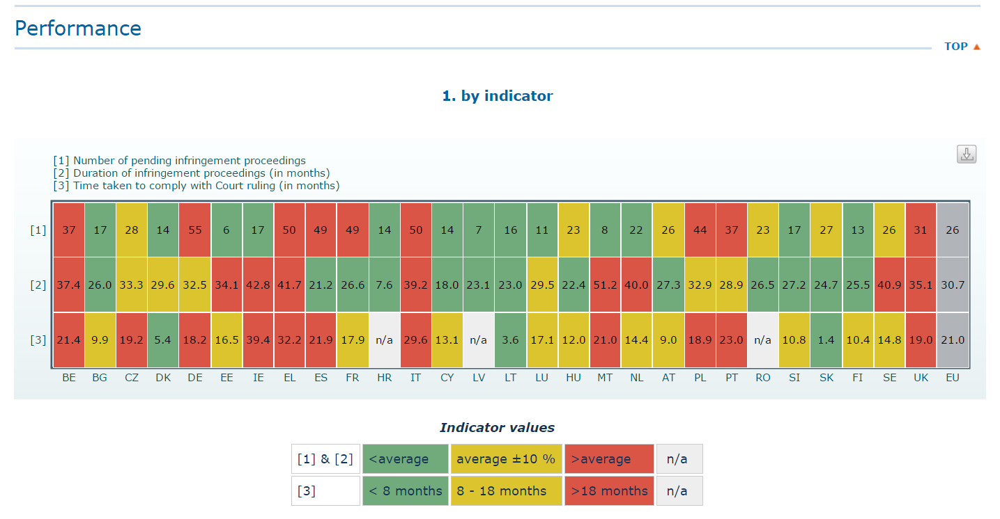 Performance
TOP
1. by indicator
[1] Number of pending infringement proceedings
[2] Duration of infringement proceedings (in months)
[3] Time taken to comply with Court ruling (in months)
[1] 37 17 28 14 55 6 17 50 49 49 14 50 14 7 16 11 23 8 22 26 44 37 23 17 27 13 26 31 26
[2] 37.4 26.0 33.3 29.6 32.5 34.1 42.8 41.7 21.2 26.6 7.6 39.2 18.0 23.1 23.0 29.5 22.4 51.2 40.0 27.3 32.9 28.9 26.5 27.2 24.7 25.5 40.9 35.1 30.7
[3] 21.4 9.9 19.2 5.4 18.2 16.5 39.4 32.2 21.9 17.9 n/a 29.6 13.1 n/a 3.6 17.1 12.0 21.0 14.4 9.0 18.9 23.0 n/a 10.8 1.4 10.4 14.8 19.0 21.0
BE BG CZ DK DE EE IE EL ES FR HR IT CY LV LT LU HU MT NL AT PL PT RO SI SK FI SE UK EU
Indicator values
[1] & [2] <average average ±10 % >average n/a
[3] < 8 months 8 - 18 months >18 months n/a